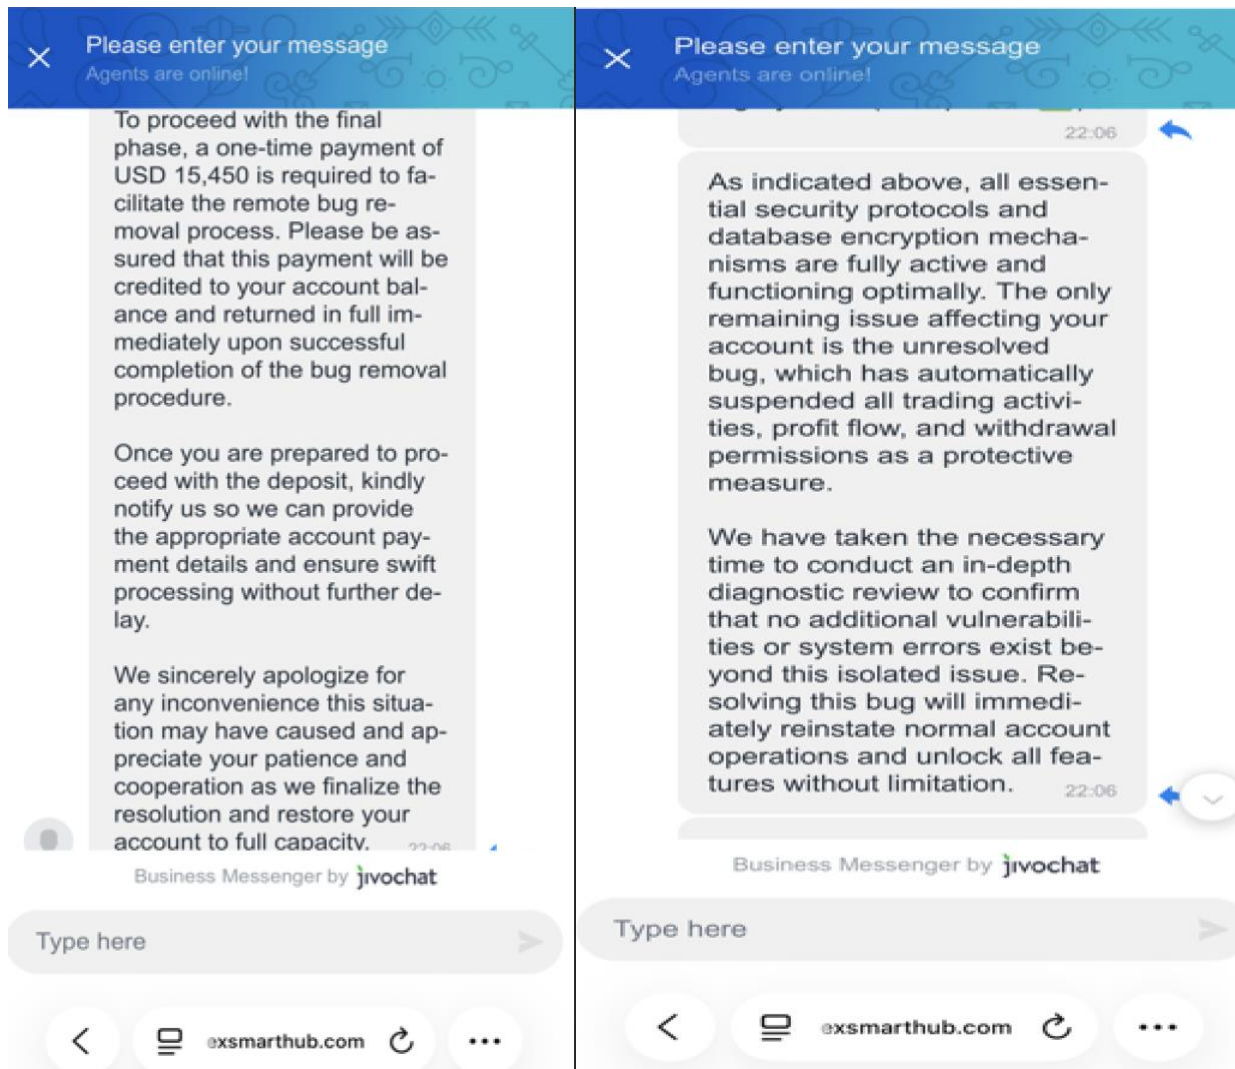 Please enter your message
Agents are online!
To proceed with the final
phase, a one-time payment of
USD 15,450 is required to fa-
cilitate the remote bug re-
moval process. Please be as-
sured that this payment will be
credited to your account bal-
ance and returned in full im-
mediately upon successful
completion of the bug removal
procedure.
Once you are prepared to pro-
ceed with the deposit, kindly
notify us so we can provide
the appropriate account pay-
ment details and ensure swift
processing without further de-
lay.
We sincerely apologize for
any inconvenience this situa-
tion may have caused and ap-
preciate your patience and
cooperation as we finalize the
resolution and restore your
account to full capacity.
22:06
Business Messenger by jivochat
Type here
exsmarthub.com
Please enter your message
Agents are online!
22:06
As indicated above, all essen-
tial security protocols and
database encryption mecha-
nisms are fully active and
functioning optimally. The only
remaining issue affecting your
account is the unresolved
bug, which has automatically
suspended all trading activi-
ties, profit flow, and withdrawal
permissions as a protective
measure.
We have taken the necessary
time to conduct an in-depth
diagnostic review to confirm
that no additional vulnerabili-
ties or system errors exist be-
yond this isolated issue. Re-
solving this bug will immedi-
ately reinstate normal account
operations and unlock all fea-
tures without limitation.
22:06
Business Messenger by jivochat
Type here
exsmarthub.com